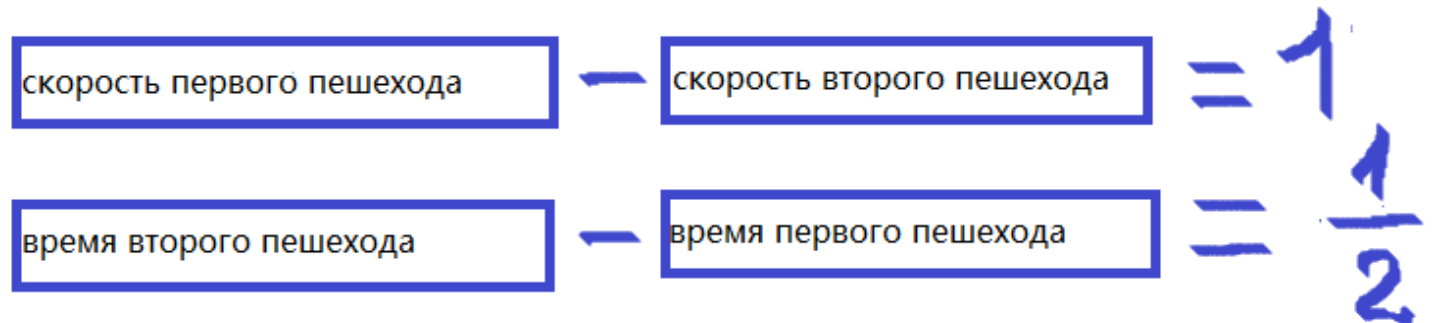 скорость первого пешехода − скорость второго пешехода = 1
время второго пешехода − время первого пешехода = 1/2